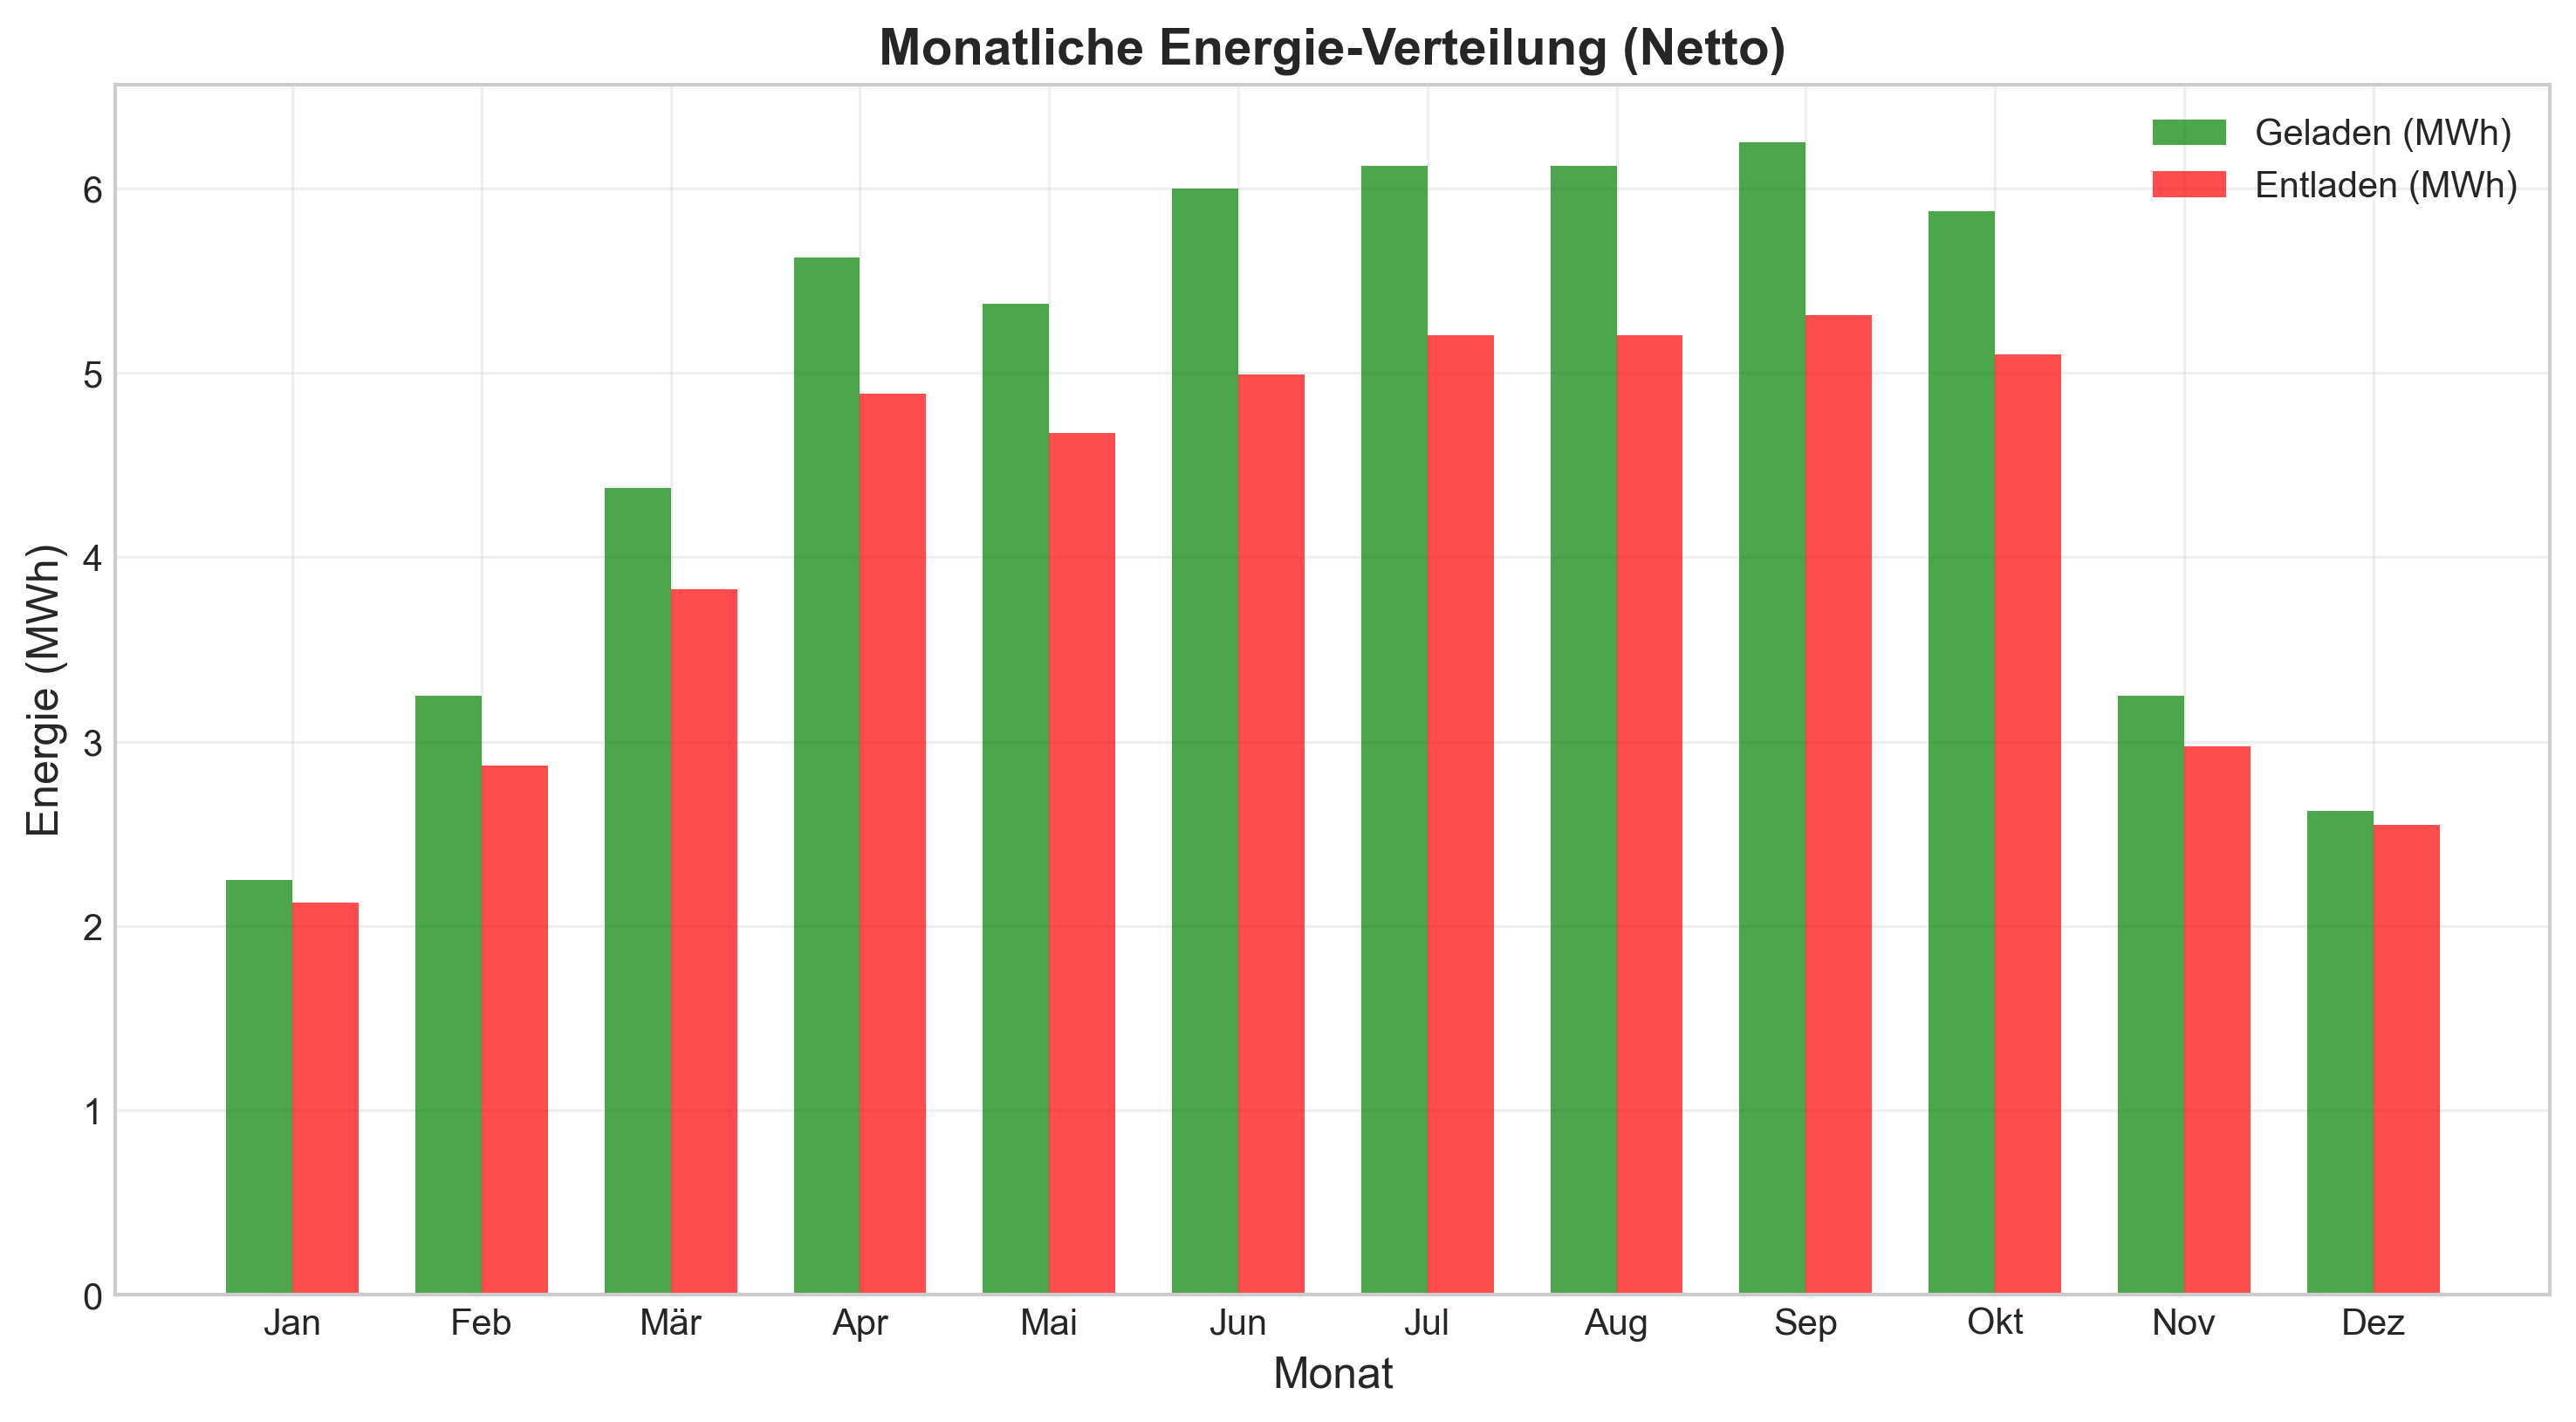 Monatliche Energie-Verteilung (Netto)
Geladen (MWh)
Entladen (MWh)
Energie (MWh)
6
5
4
3
2
1
0
Jan Feb Mär Apr Mai Jun Jul Aug Sep Okt Nov Dez
Monat